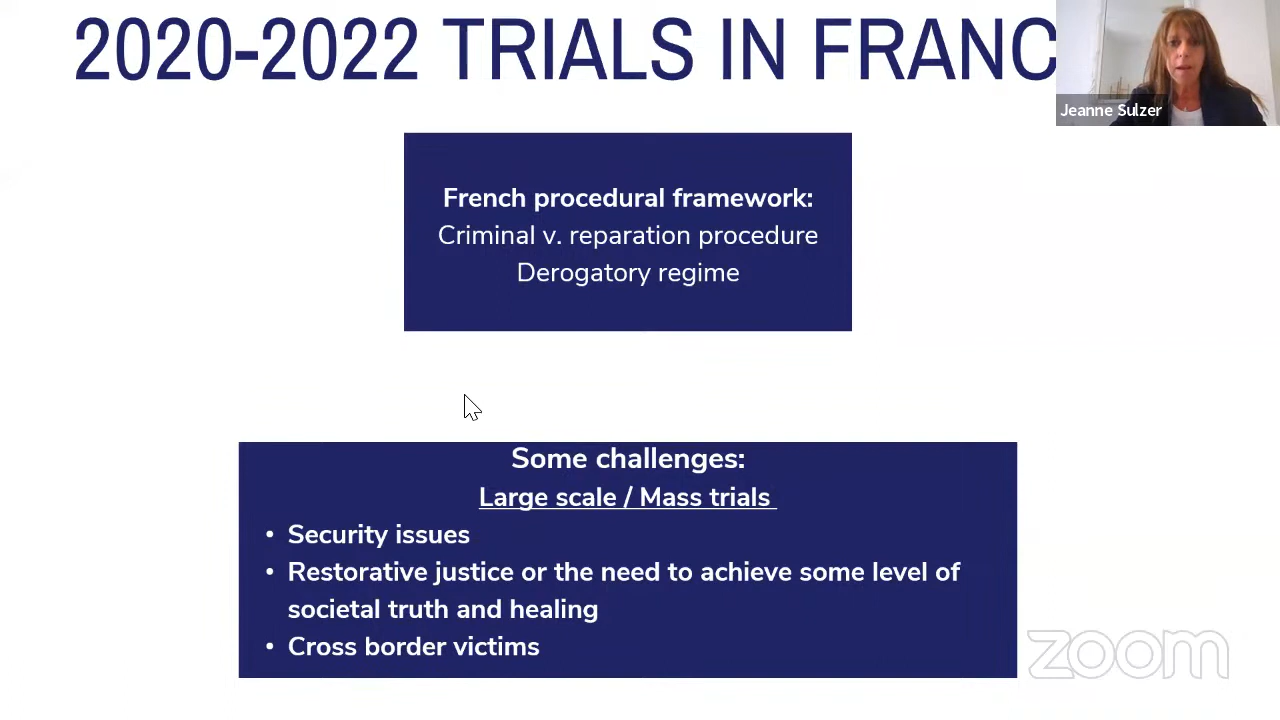 2020-2022 TRIALS IN FRANC
Jeanne Sulzer
French procedural framework:
Criminal v. reparation procedure
Derogatory regime
Some challenges:
Large scale / Mass trials
• Security issues
• Restorative justice or the need to achieve some level of
societal truth and healing
• Cross border victims
zoom